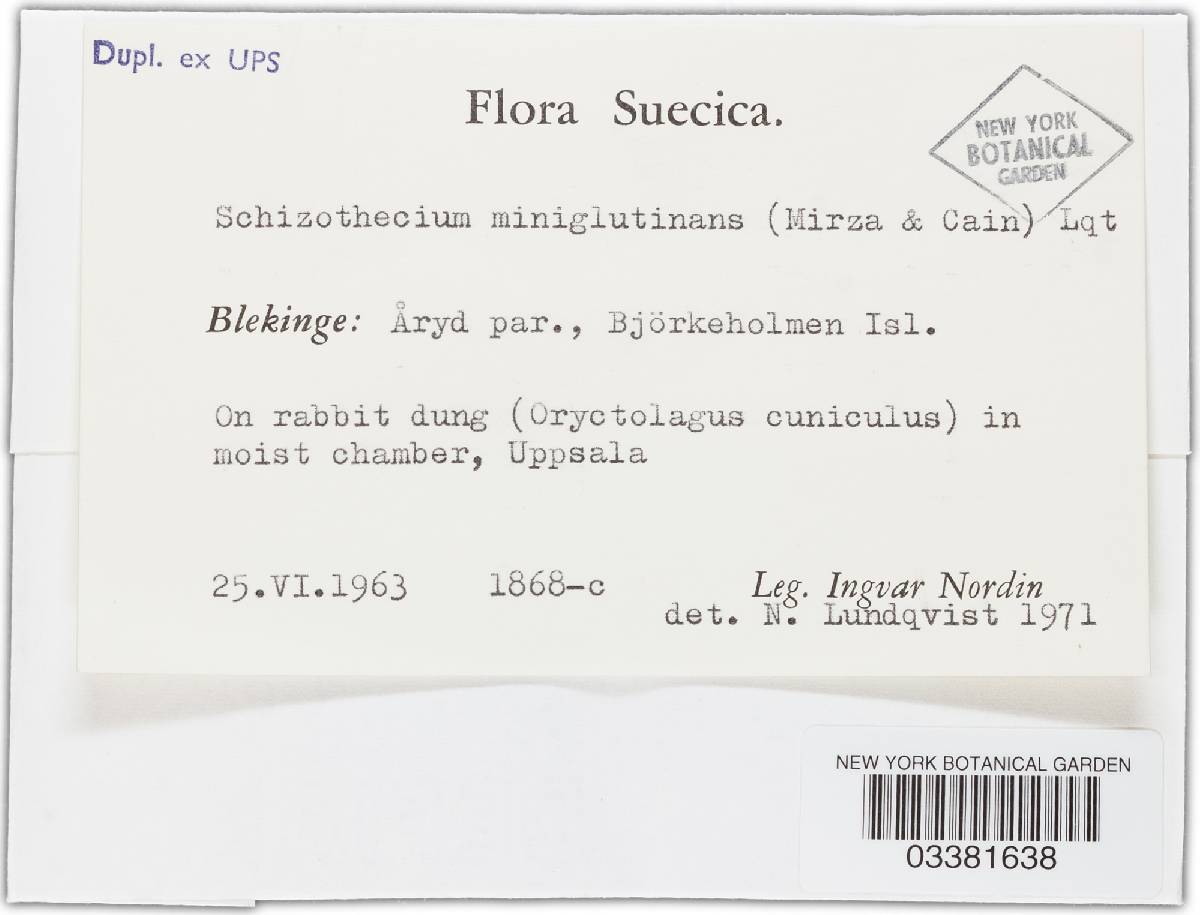 Dupl. ex UPS
Flora Suecica.
NEW YORK
BOTANICAL
GARDEN
Schizothecium miniglutinans (Mirza & Cain) Lqt
Blekinge: Åryd par., Björkeholmen Isl.
On rabbit dung (Oryctolagus cuniculus) in
moist chamber, Uppsala
25.VI.1963 1868-c Leg. Ingvar Nordin
det. N. Lundqvist 1971
NEW YORK BOTANICAL GARDEN
03381638